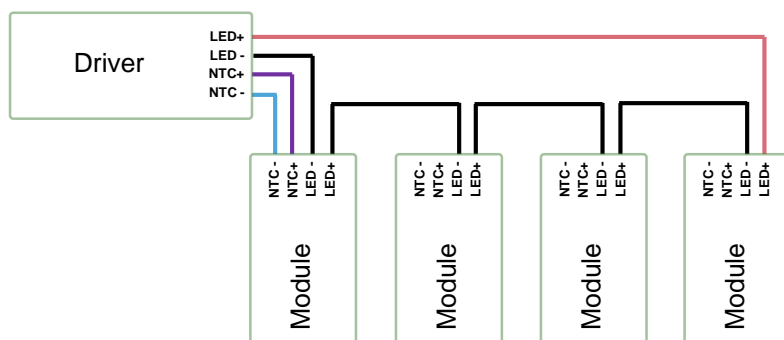 Driver
LED+
LED -
NTC+
NTC -
NTC -
NTC+
LED -
LED+
Module
NTC -
NTC+
LED -
LED+
Module
NTC -
NTC+
LED -
LED+
Module
NTC -
NTC+
LED -
LED+
Module